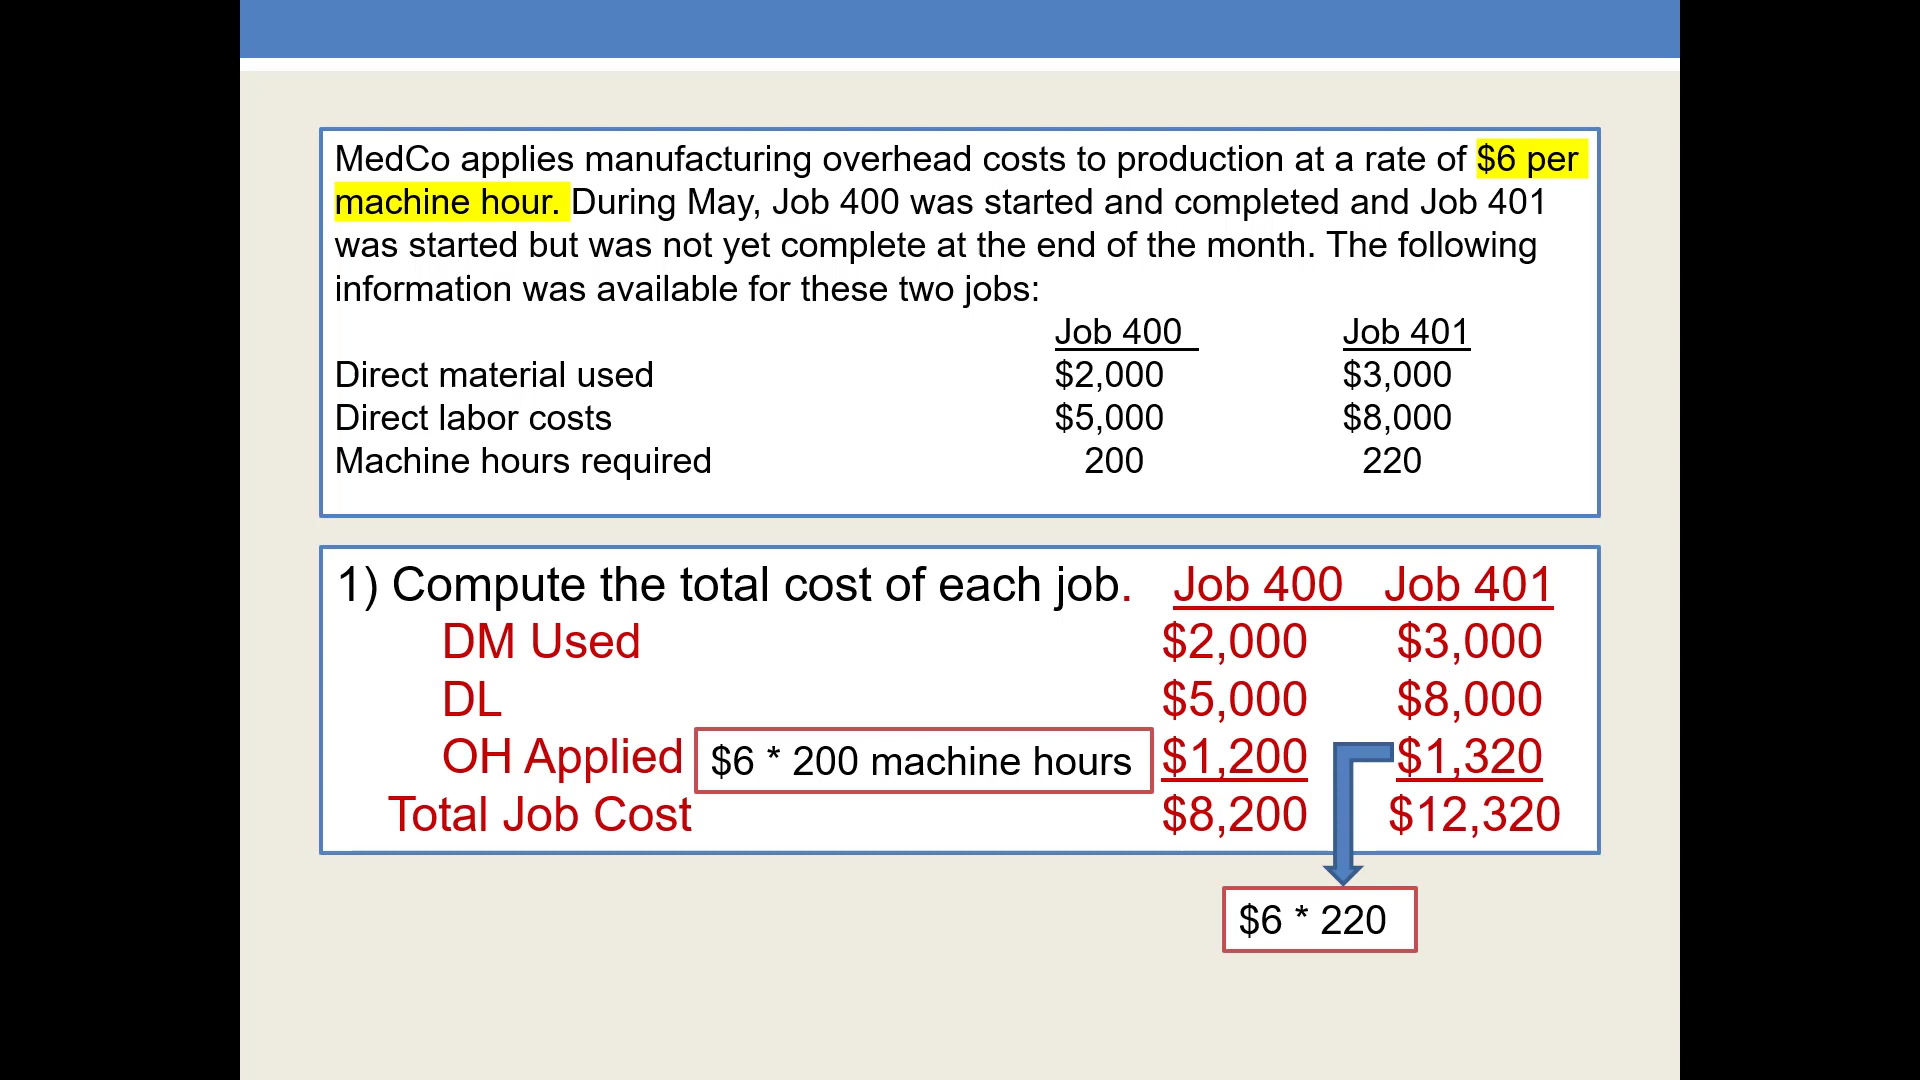 MedCo applies manufacturing overhead costs to production at a rate of $6 per
machine hour. During May, Job 400 was started and completed and Job 401
was started but was not yet complete at the end of the month. The following
information was available for these two jobs:
Job 400 Job 401
Direct material used $2,000 $3,000
Direct labor costs $5,000 $8,000
Machine hours required 200 220
1) Compute the total cost of each job. Job 400 Job 401
DM Used $2,000 $3,000
DL $5,000 $8,000
OH Applied $6 * 200 machine hours $1,200 $1,320
Total Job Cost $8,200 $12,320
$6 * 220